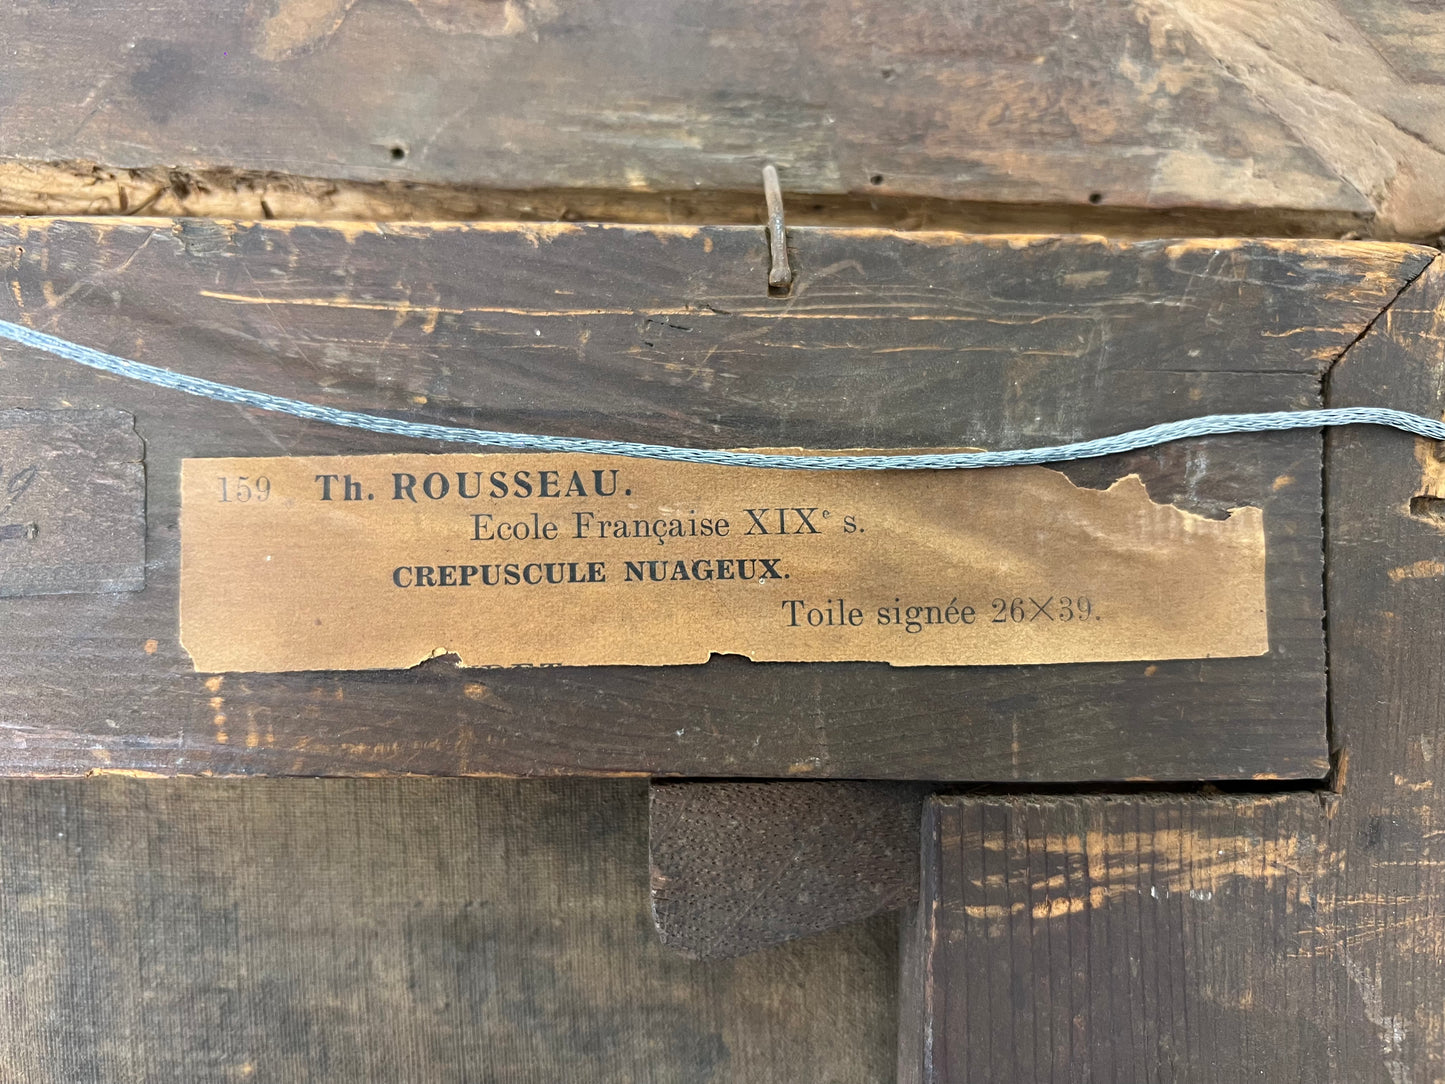 159 Th. ROUSSEAU.
Ecole Française XIXe s.
CREPUSCULE NUAGEUX.
Toile signée 26×39.